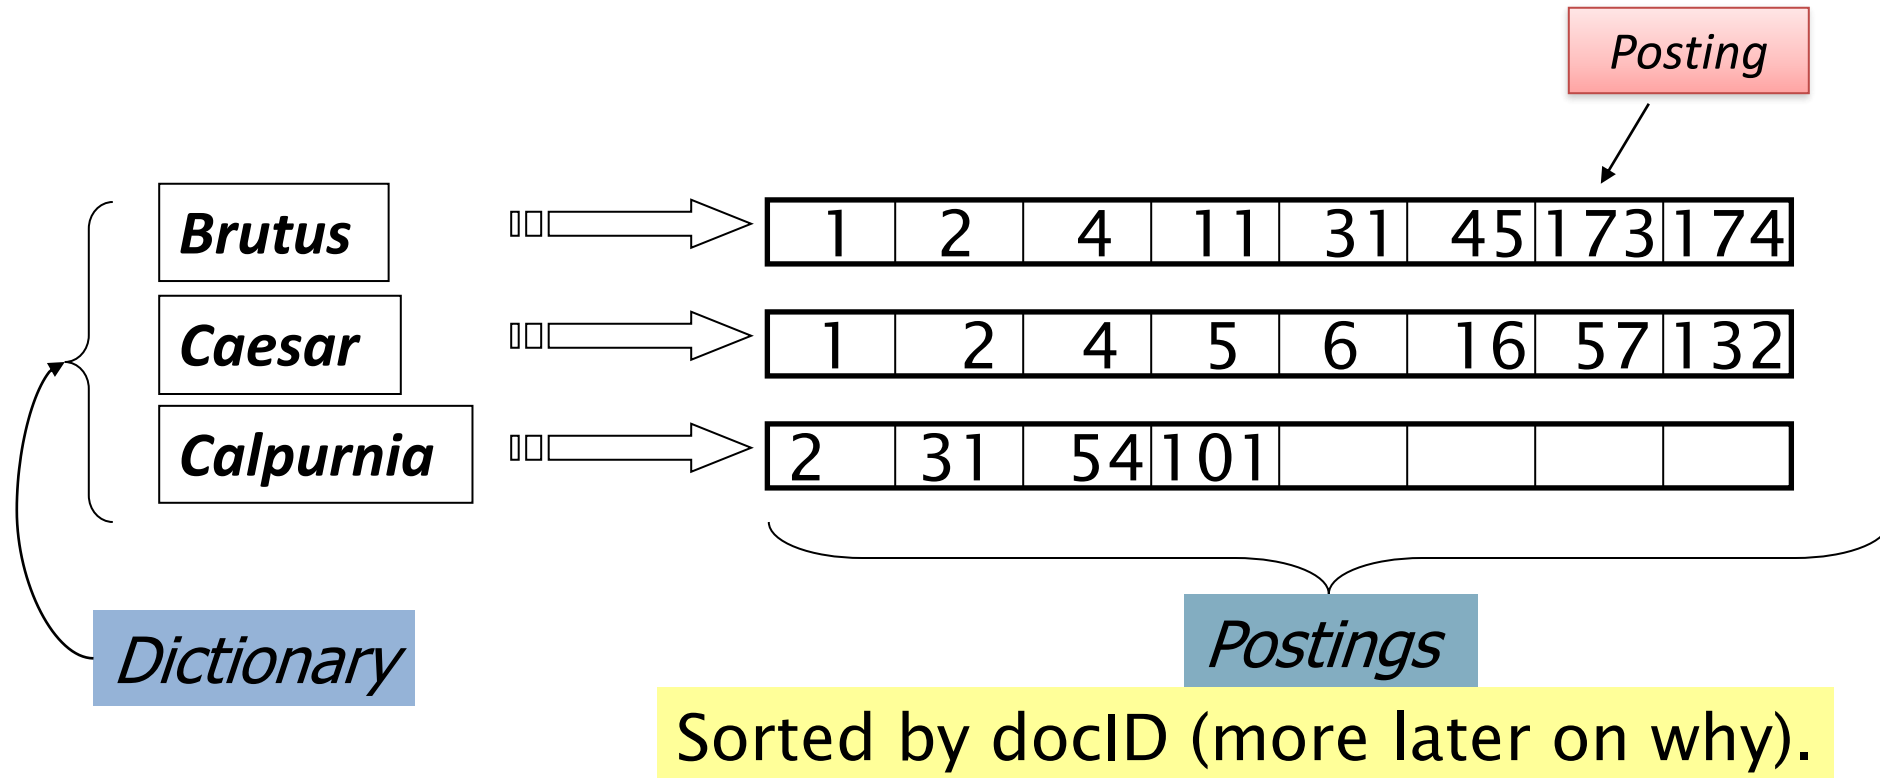 Posting
Brutus 1 2 4 11 31 45 173 174
Caesar 1 2 4 5 6 16 57 132
Calpurnia 2 31 54 101
Dictionary
Postings
Sorted by docID (more later on why).